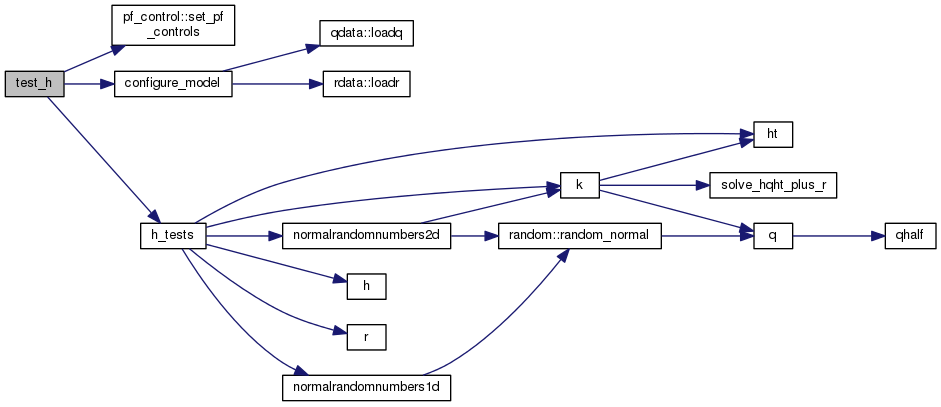 pf_control::set_pf
_controls
qdata::loadq
test_h
configure_model
rdata::loadr
ht
k
solve_hqht_plus_r
h_tests
normalrandomnumbers2d
random::random_normal
q
qhalf
h
r
normalrandomnumbers1d